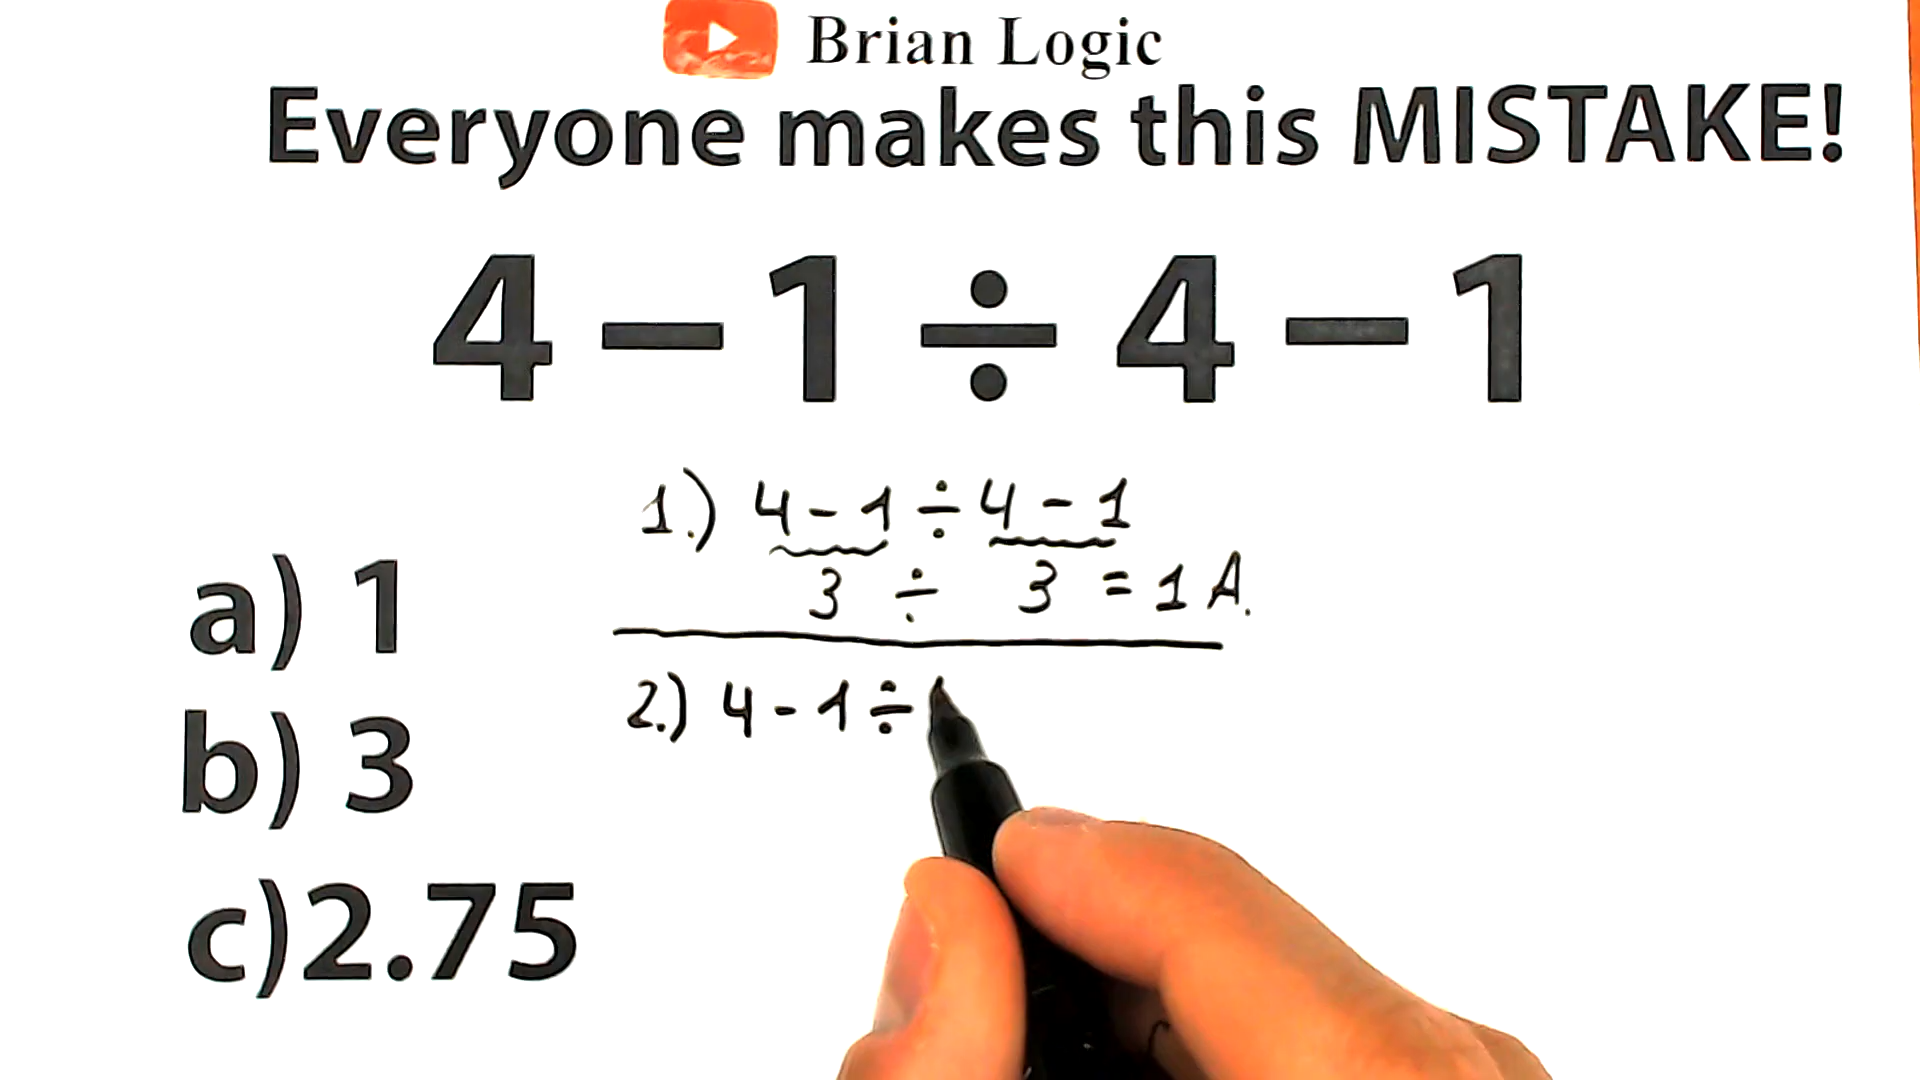 Brian Logic
Everyone makes this MISTAKE!
4 – 1 ÷ 4 – 1
1.) 4 - 1 ÷ 4 - 1
3 ÷ 3 = 1 A.
a) 1
2.) 4 - 1 ÷
b) 3
c) 2.75